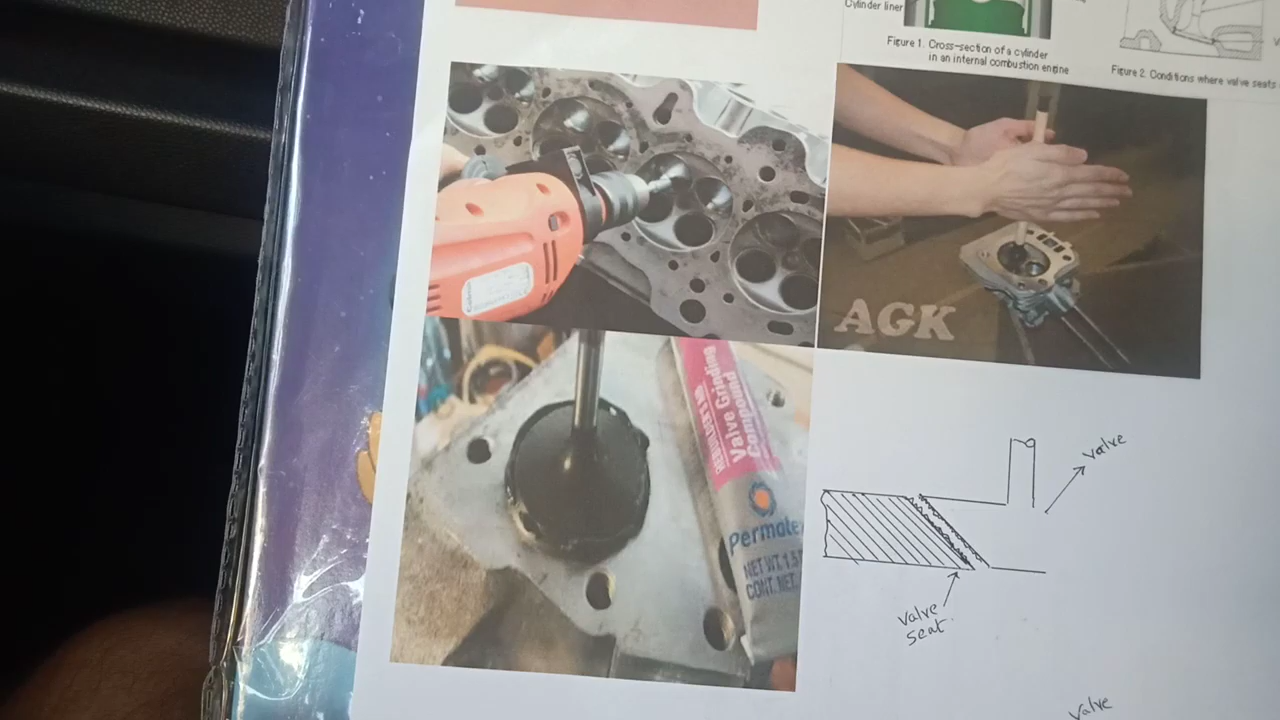 Cylinder liner
Figure 1. Cross-section of a cylinder
in an internal combustion engine
Figure 2. Conditions where valve seats
AGK
REBUILDER'S
Valve Grinding
Compound
Permatex
NET WT. 1.5
CONT. NET.
valve
valve
seat
valve